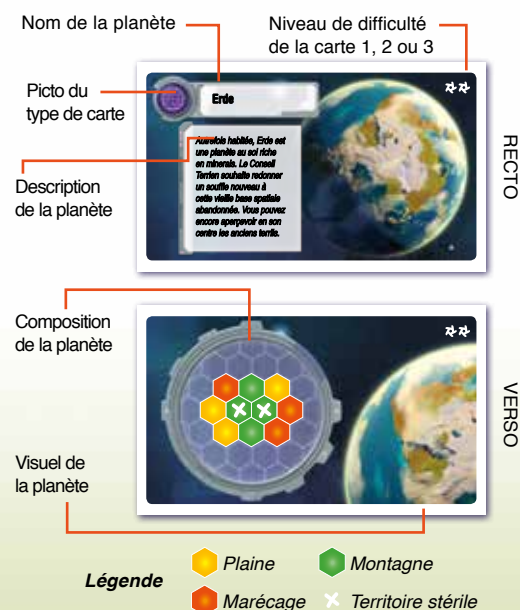 Nom de la planète
Niveau de difficulté
de la carte 1, 2 ou 3
Picto du
type de carte
Erde
Autrefois habitée, Erde est
une planète au sol riche
en minerais. Le Conseil
Terrien souhaite redonner
un souffle nouveau à
cette vieille base spatiale
abandonnée. Vous pouvez
encore aperçevoir en son
centre les anciens terrils.
Description
de la planète
RECTO
Composition
de la planète
VERSO
Visuel de
la planète
Légende
Plaine
Montagne
Marécage
Territoire stérile